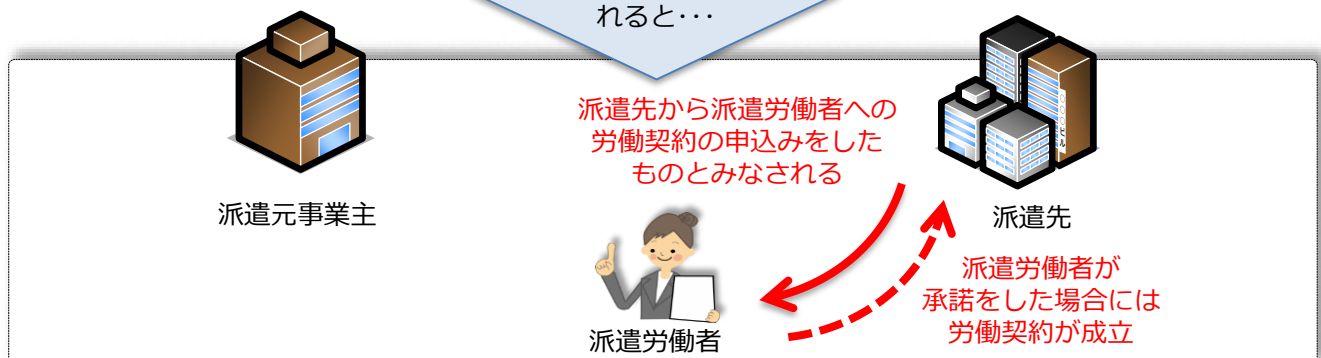 れると･･･
派遣先から派遣労働者への
労働契約の申込みをした
ものとみなされる
派遣元事業主
派遣先
○○○ビル
派遣労働者が
承諾をした場合には
労働契約が成立
派遣労働者